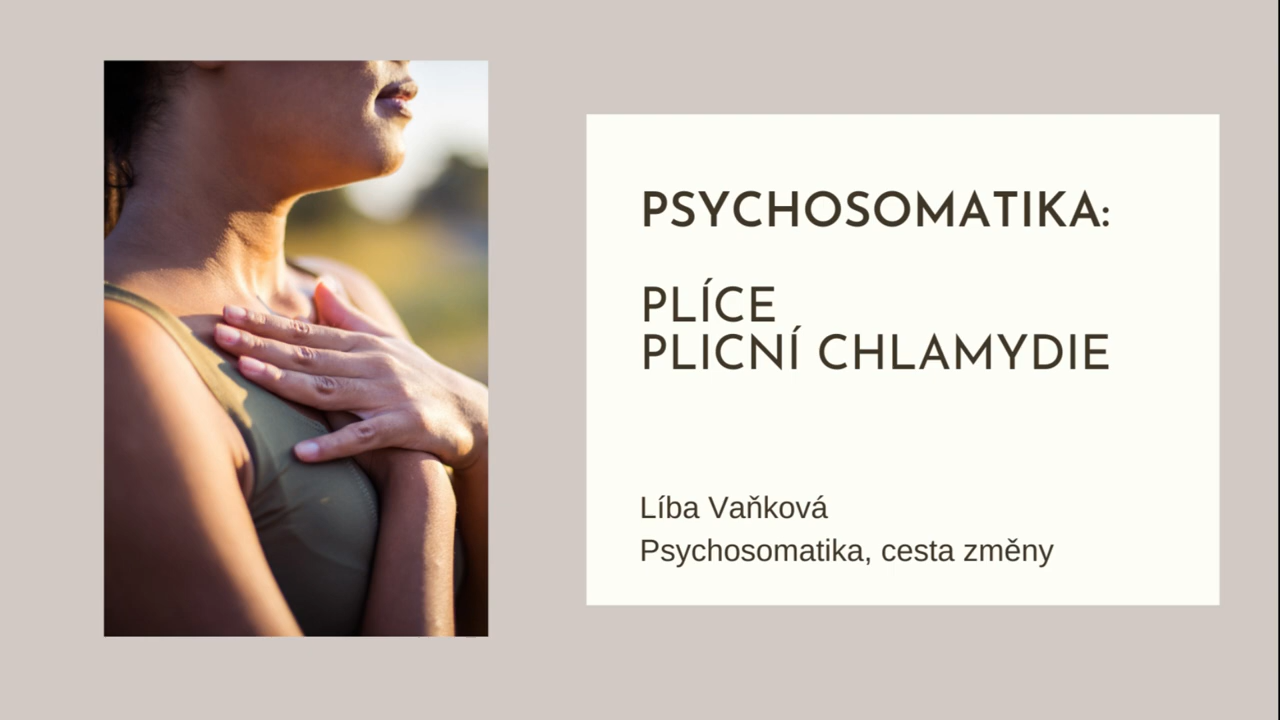 PSYCHOSOMATIKA:
PLÍCE
PLICNÍ CHLAMYDIE
Líba Vaňková
Psychosomatika, cesta změny